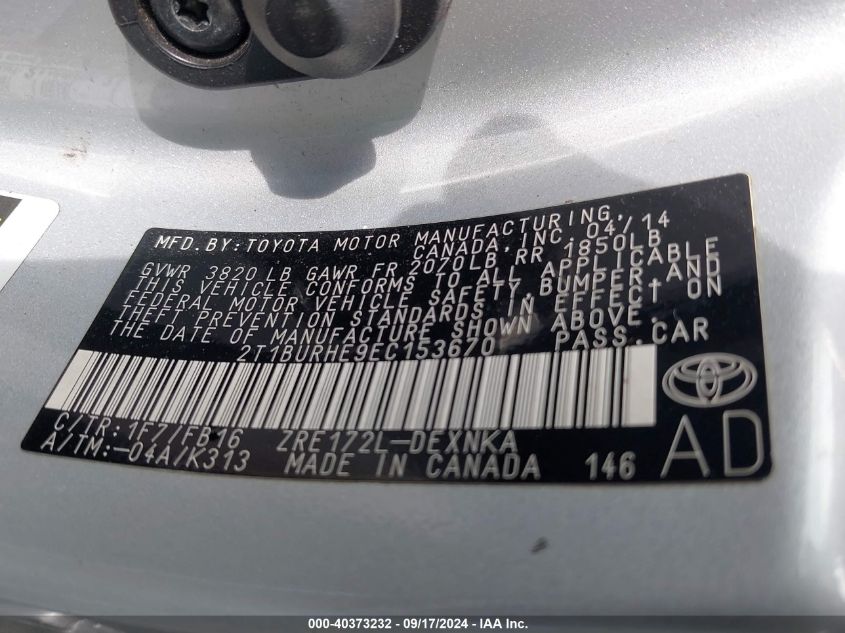 MFD. BY: TOYOTA MOTOR MANUFACTURING,
CANADA, INC. 04/14
GVWR 3820 LB GAWR FR 2070LB RR 1850LB
THIS VEHICLE CONFORMS TO ALL APPLICABLE
FEDERAL MOTOR VEHICLE SAFETY, BUMPER, AND
THEFT PREVENTION STANDARDS IN EFFECT ON
THE DATE OF MANUFACTURE SHOWN ABOVE.
2T1BURHE9EC153670 PASS.CAR
C/TR: 1F7/FB16 ZRE172L-DEXNKA
A/TM:-04A/K313 MADE IN CANADA 146
AD
000-40373232 - 09/17/2024 - IAA Inc.